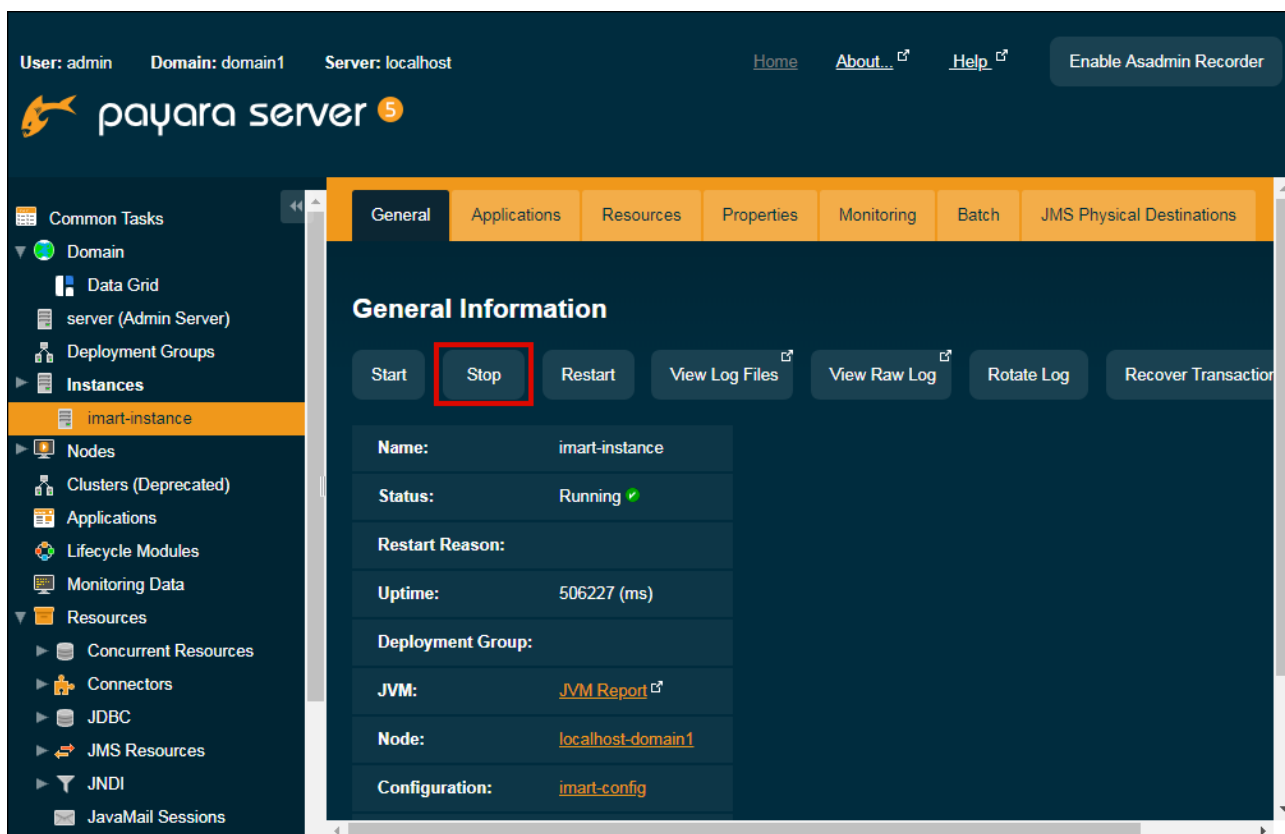 User: admin Domain: domain1 Server: localhost Home About... Help Enable Asadmin Recorder
payara server 5
Common Tasks
Domain
Data Grid
server (Admin Server)
Deployment Groups
Instances
imart-instance
Nodes
Clusters (Deprecated)
Applications
Lifecycle Modules
Monitoring Data
Resources
Concurrent Resources
Connectors
JDBC
JMS Resources
JNDI
JavaMail Sessions
General Applications Resources Properties Monitoring Batch JMS Physical Destinations
General Information
Start Stop Restart View Log Files View Raw Log Rotate Log Recover Transaction
Name: imart-instance
Status: Running
Restart Reason:
Uptime: 506227 (ms)
Deployment Group:
JVM: JVM Report
Node: localhost-domain1
Configuration: imart-config